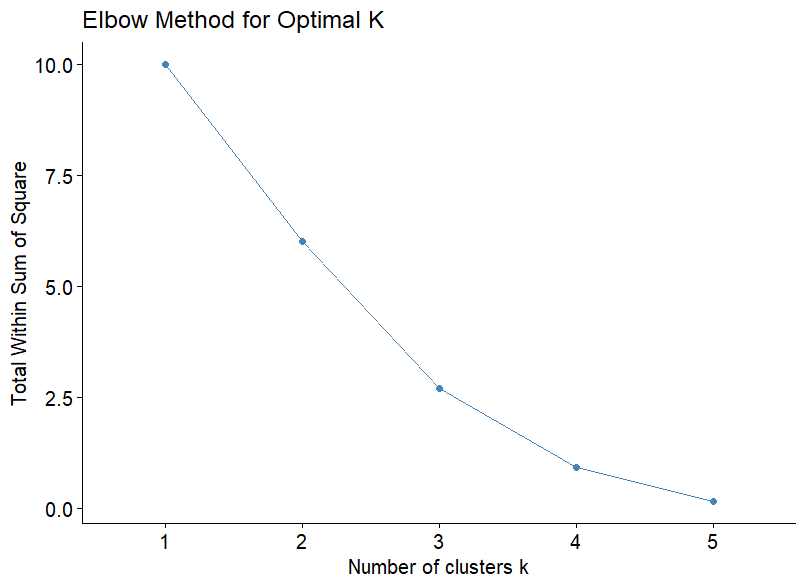 Elbow Method for Optimal K
Total Within Sum of Square
10.0
7.5
5.0
2.5
0.0
1 2 3 4 5
Number of clusters k